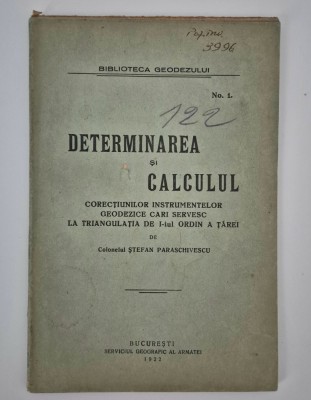 3996
BIBLIOTECA GEODEZULUI
No. 1.
122
DETERMINAREA
ȘI
CALCULUL
CORECȚIUNILOR INSTRUMENTELOR
GEODEZICE CARI SERVESC
LA TRIANGULAȚIA DE I-iul ORDIN A ȚĂREI
DE
Colonelul ȘTEFAN PARASCHIVESCU
BUCUREȘTI
SERVICIUL GEOGRAFIC AL ARMATEI
1932